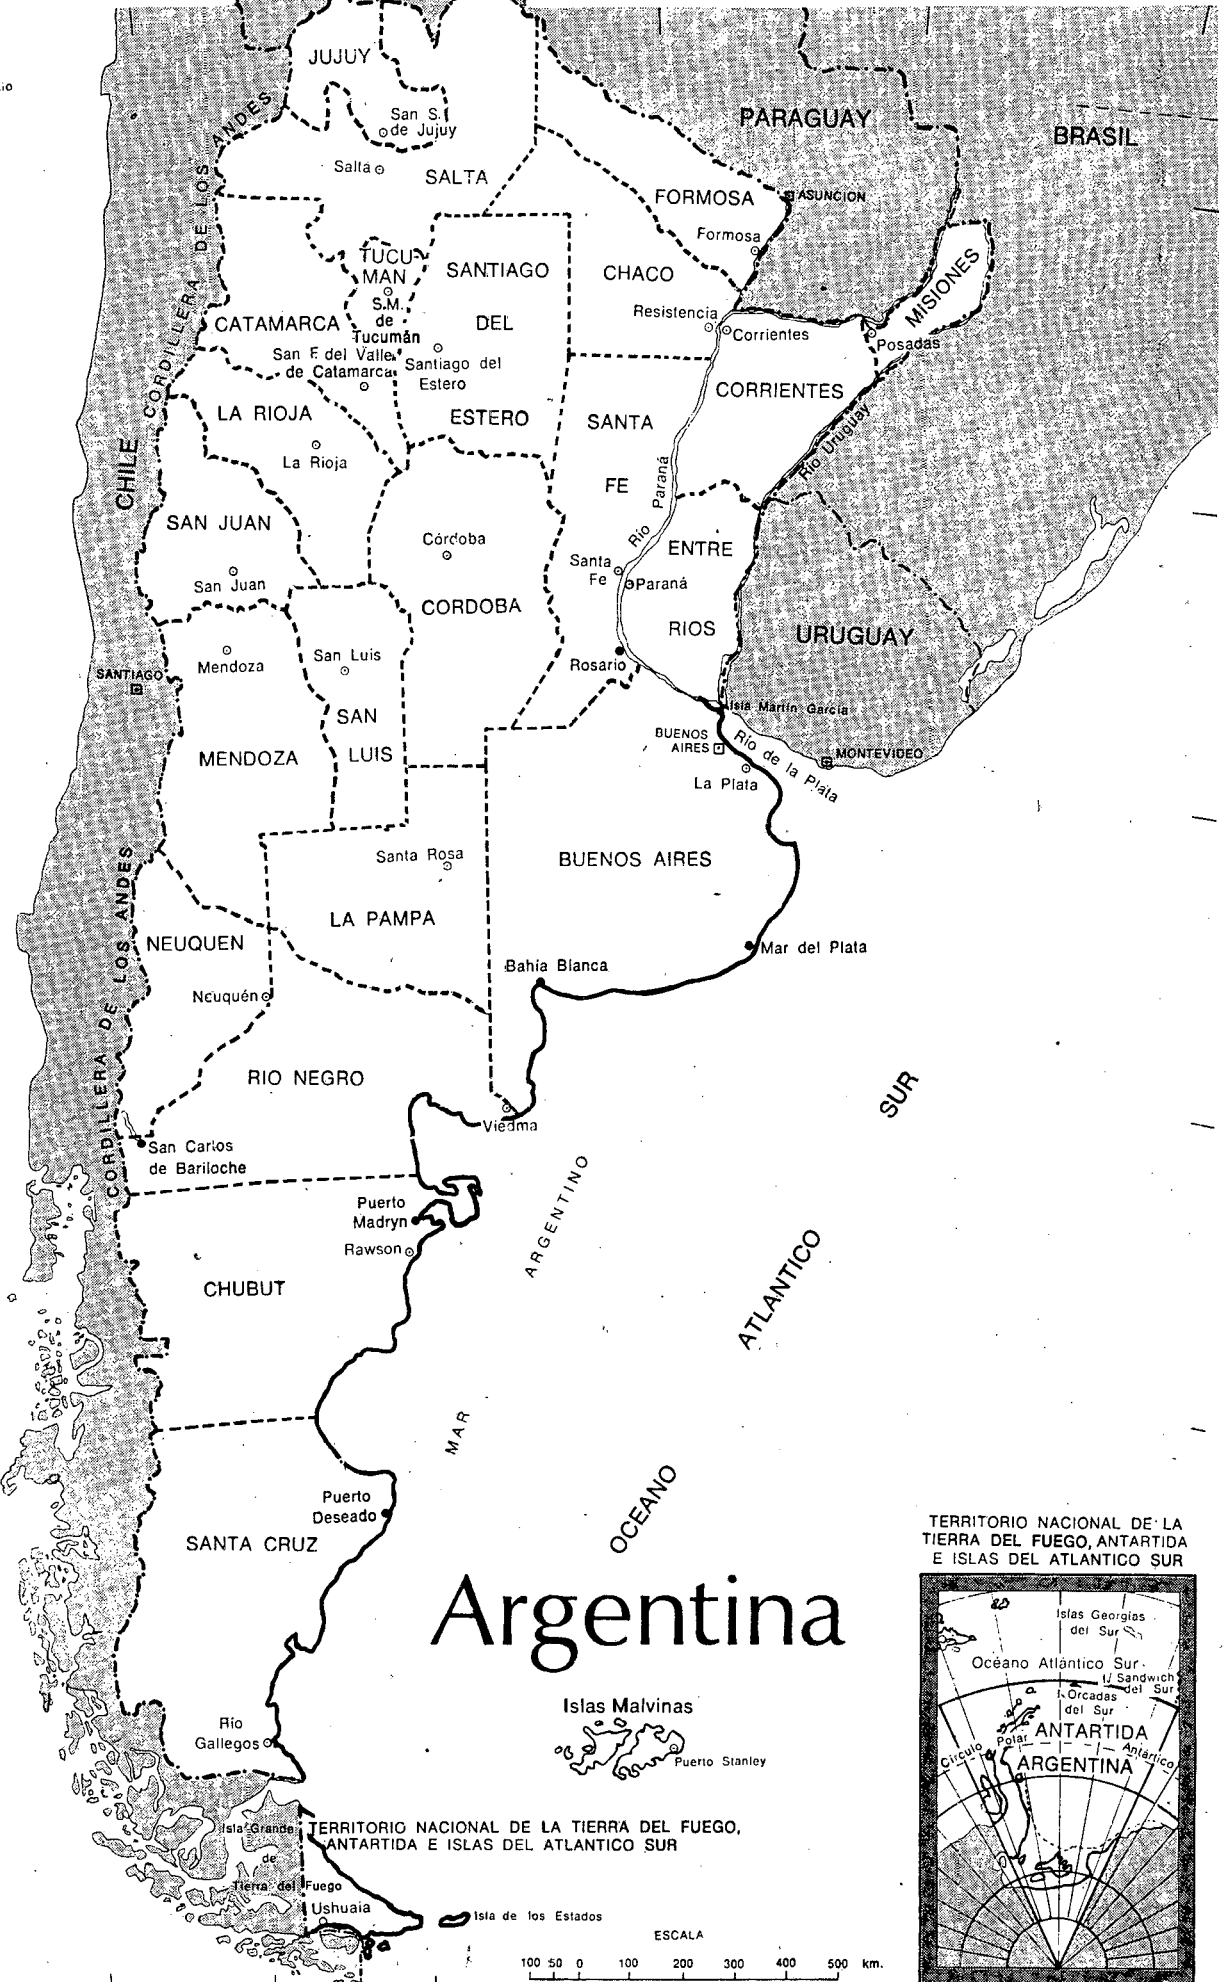 JUJUY
San S.
de Jujuy
Salta
SALTA
PARAGUAY
BRASIL
FORMOSA
ASUNCION
Formosa
CORDILLERA DE LOS ANDES
TUCU-
MAN
S.M.
de
Tucumán
SANTIAGO
DEL
ESTERO
CHACO
MISIONES
Resistencia
Corrientes
Posadas
CATAMARCA
San F. del Valle
de Catamarca
Santiago del
Estero
CORRIENTES
LA RIOJA
La Rioja
SANTA
FE
Río Paraná
Río Uruguay
CHILE
SAN JUAN
San Juan
Córdoba
CORDOBA
Santa
Fe
Paraná
ENTRE
RIOS
URUGUAY
Mendoza
San Luis
Rosario
SANTIAGO
SAN
LUIS
MENDOZA
Isla Martín García
BUENOS
AIRES
Río de la Plata
MONTEVIDEO
La Plata
Santa Rosa
BUENOS AIRES
LA PAMPA
CORDILLERA DE LOS ANDES
NEUQUEN
Neuquén
Mar del Plata
Bahía Blanca
RIO NEGRO
Viedma
San Carlos
de Bariloche
Puerto
Madryn
Rawson
CHUBUT
MAR ARGENTINO
OCEANO ATLANTICO SUR
Puerto
Deseado
SANTA CRUZ
Argentina
Islas Malvinas
Puerto Stanley
Río
Gallegos
Isla Grande
de
Tierra del Fuego
TERRITORIO NACIONAL DE LA TIERRA DEL FUEGO,
ANTARTIDA E ISLAS DEL ATLANTICO SUR
Ushuaia
Isla de los Estados
ESCALA
100 50 0 100 200 300 400 500 km.
TERRITORIO NACIONAL DE LA
TIERRA DEL FUEGO, ANTARTIDA
E ISLAS DEL ATLANTICO SUR
Islas Georgias
del Sur
Océano Atlántico Sur
I. Sandwich
del Sur
I. Orcadas
del Sur
ANTARTIDA
Círculo Polar Antártico
ARGENTINA